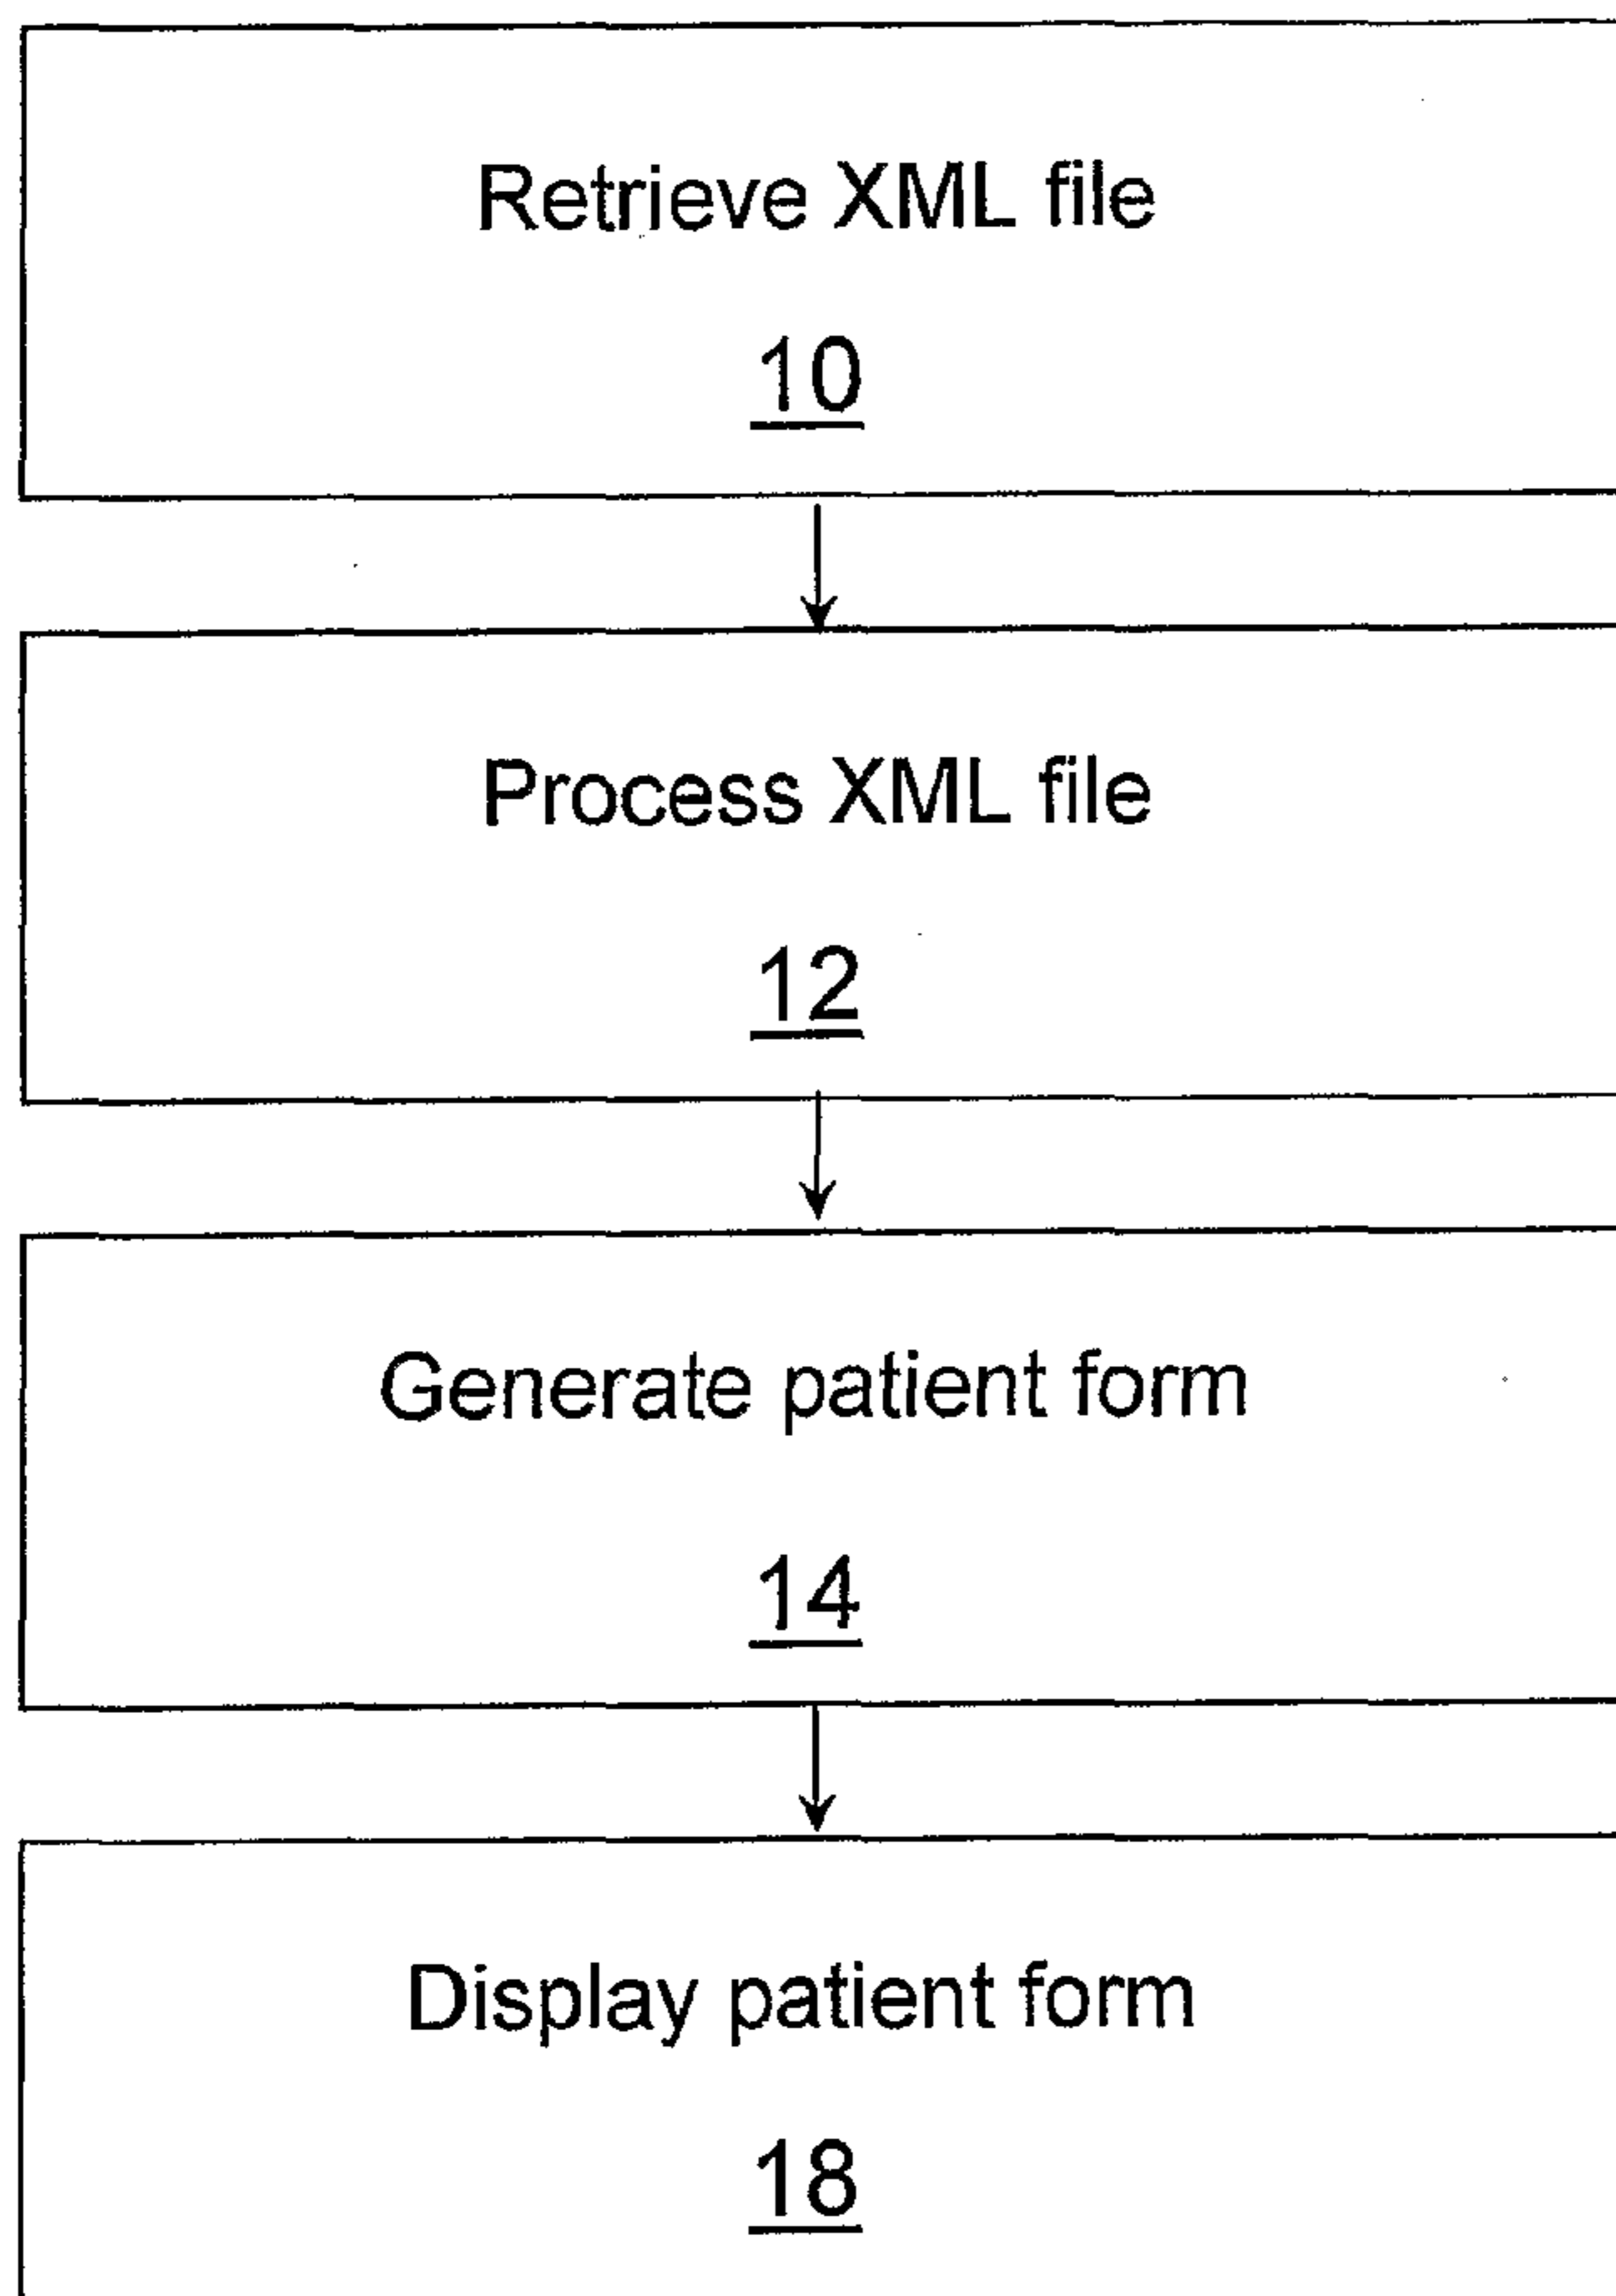 Retrieve XML file
10
Process XML file
12
Generate patient form
14
Display patient form
18